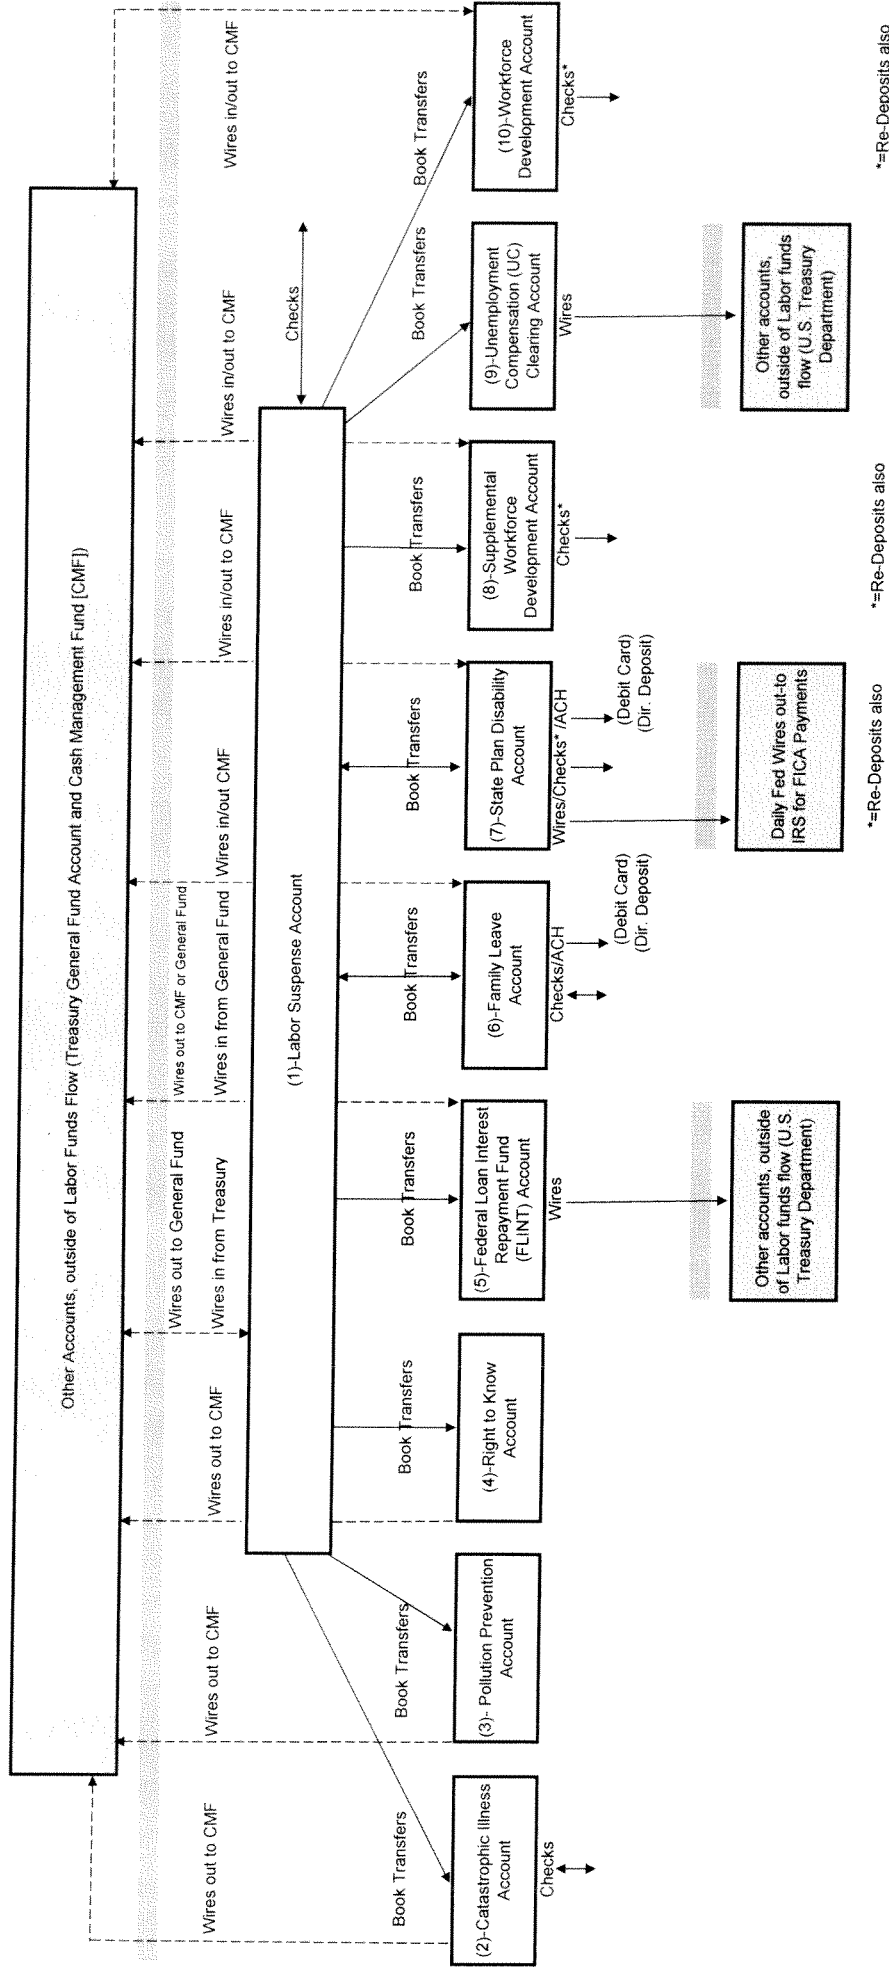 Other Accounts, outside of Labor Funds Flow (Treasury General Fund Account and Cash Management Fund [CMF])
Wires out to CMF
Wires out to CMF
Wires out to CMF
Wires out to General Fund
Wires in from Treasury
Wires out to CMF or General Fund
Wires in from General Fund
Wires in/out CMF
Wires in/out to CMF
Wires in/out to CMF
Wires in/out to CMF
(1)-Labor Suspense Account
Checks
Book Transfers
Book Transfers
Book Transfers
Book Transfers
Book Transfers
Book Transfers
Book Transfers
Book Transfers
Book Transfers
(2)-Catastrophic Illness
Account
Checks
(3)- Pollution Prevention
Account
(4)-Right to Know
Account
(5)-Federal Loan Interest
Repayment Fund
(FLINT) Account
Wires
(6)-Family Leave
Account
Checks/ACH
(Debit Card)
(Dir. Deposit)
(7)-State Plan Disability
Account
Wires/Checks* /ACH
(Debit Card)
(Dir. Deposit)
(8)-Supplemental
Workforce
Development Account
Checks*
(9)-Unemployment
Compensation (UC)
Clearing Account
Wires
(10)-Workforce
Development Account
Checks*
Other accounts, outside
of Labor funds flow (U.S.
Treasury Department)
Daily Fed Wires out-to
IRS for FICA Payments
Other accounts,
outside of Labor funds
flow (U.S. Treasury
Department)
*=Re-Deposits also
*=Re-Deposits also
*=Re-Deposits also